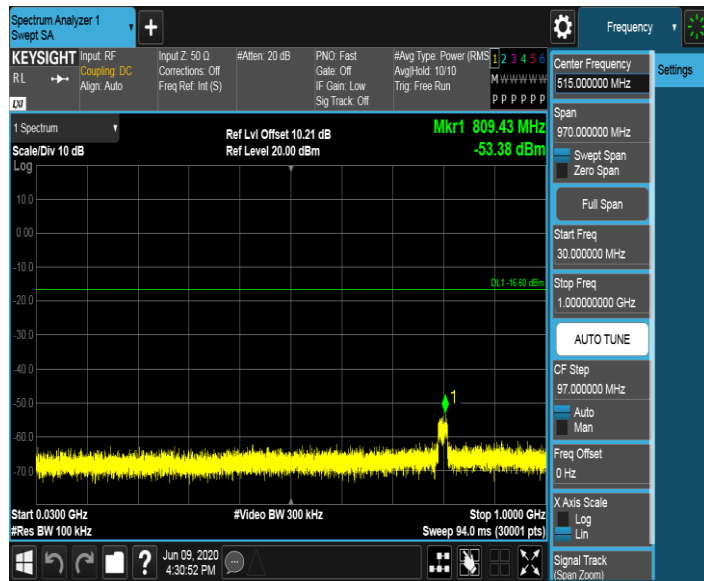 Spectrum Analyzer 1
Swept SA
Frequency
KEYSIGHT
RL
LXI
Input: RF
Coupling: DC
Align: Auto
Input Z: 50 Ω
Corrections: Off
Freq Ref: Int (S)
#Atten: 20 dB
PNO: Fast
Gate: Off
IF Gain: Low
Sig Track: Off
#Avg Type: Power (RMS
Avg|Hold: 10/10
Trig: Free Run
1 2 3 4 5 6
M W W W W W
P P P P P P
Center Frequency
515.000000 MHz
Settings
1 Spectrum
Scale/Div 10 dB
Log
Ref Lvl Offset 10.21 dB
Ref Level 20.00 dBm
Mkr1 809.43 MHz
-53.38 dBm
Span
970.000000 MHz
Swept Span
Zero Span
Full Span
Start Freq
30.000000 MHz
Stop Freq
1.000000000 GHz
AUTO TUNE
CF Step
97.000000 MHz
Auto
Man
Freq Offset
0 Hz
X Axis Scale
Log
Lin
Signal Track
(Span Zoom)
10.0
0.00
-10.0
DL1 -16.60 dBm
-20.0
-30.0
-40.0
-50.0
1
-60.0
-70.0
Start 0.0300 GHz
#Video BW 300 kHz
Stop 1.0000 GHz
#Res BW 100 kHz
Sweep 94.0 ms (30001 pts)
?
Jun 09, 2020
4:30:52 PM